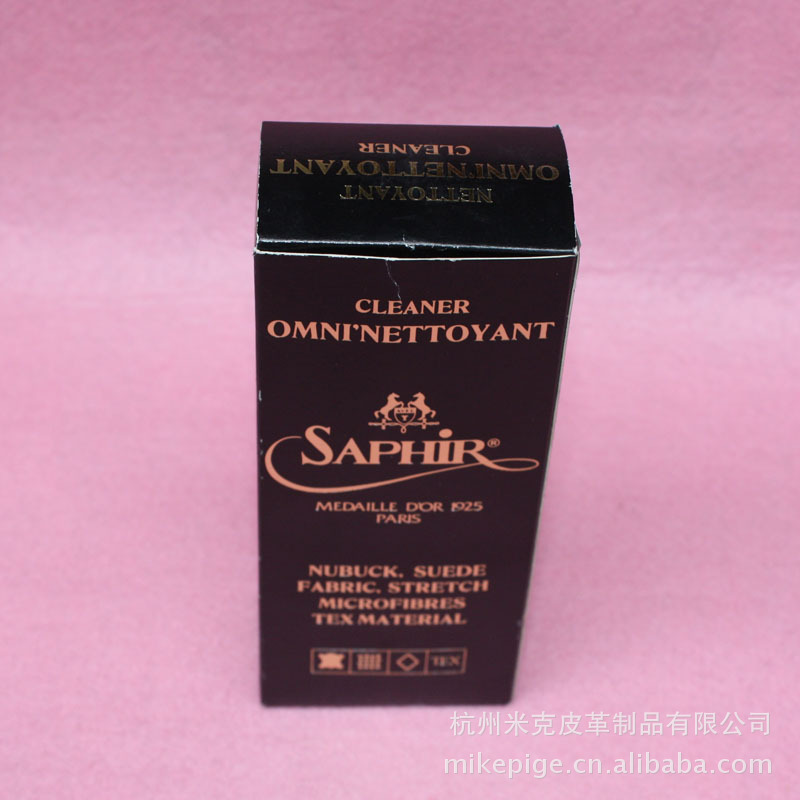 CLEANER
OMNI'NETTOYANT
NETTOYANT
CLEANER
OMNI'NETTOYANT
SAPHIR®
MEDAILLE D'OR 1925
PARIS
NUBUCK, SUEDE
FABRIC, STRETCH
MICROFIBRES
TEX MATERIAL
TEX
杭州米克皮革制品有限公司
mikepige.cn.alibaba.com